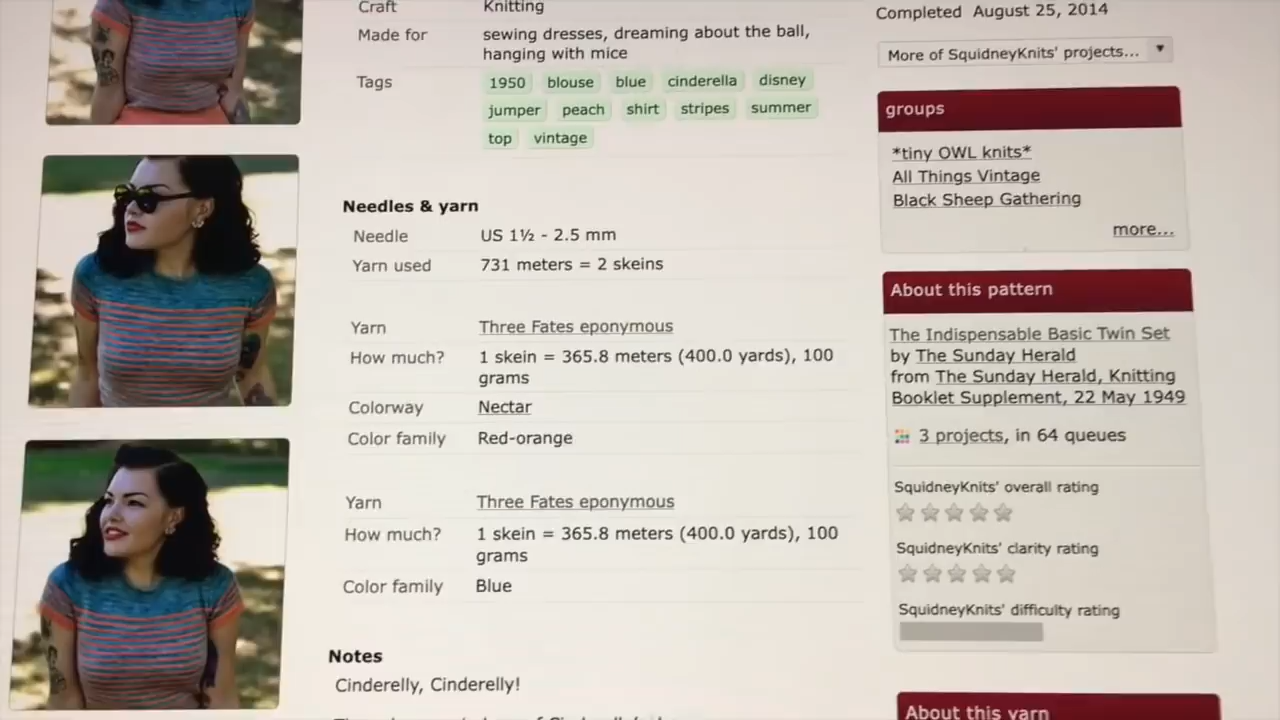 Craft Knitting
Made for sewing dresses, dreaming about the ball,
hanging with mice
Tags 1950 blouse blue cinderella disney
jumper peach shirt stripes summer
top vintage
Needles & yarn
Needle US 1½ - 2.5 mm
Yarn used 731 meters = 2 skeins
Yarn Three Fates eponymous
How much? 1 skein = 365.8 meters (400.0 yards), 100
grams
Colorway Nectar
Color family Red-orange
Yarn Three Fates eponymous
How much? 1 skein = 365.8 meters (400.0 yards), 100
grams
Color family Blue
Notes
Cinderelly, Cinderelly!
Completed August 25, 2014
More of SquidneyKnits' projects...
groups
*tiny OWL knits*
All Things Vintage
Black Sheep Gathering
more...
About this pattern
The Indispensable Basic Twin Set
by The Sunday Herald
from The Sunday Herald, Knitting
Booklet Supplement, 22 May 1949
3 projects, in 64 queues
SquidneyKnits' overall rating
SquidneyKnits' clarity rating
SquidneyKnits' difficulty rating
About this yarn